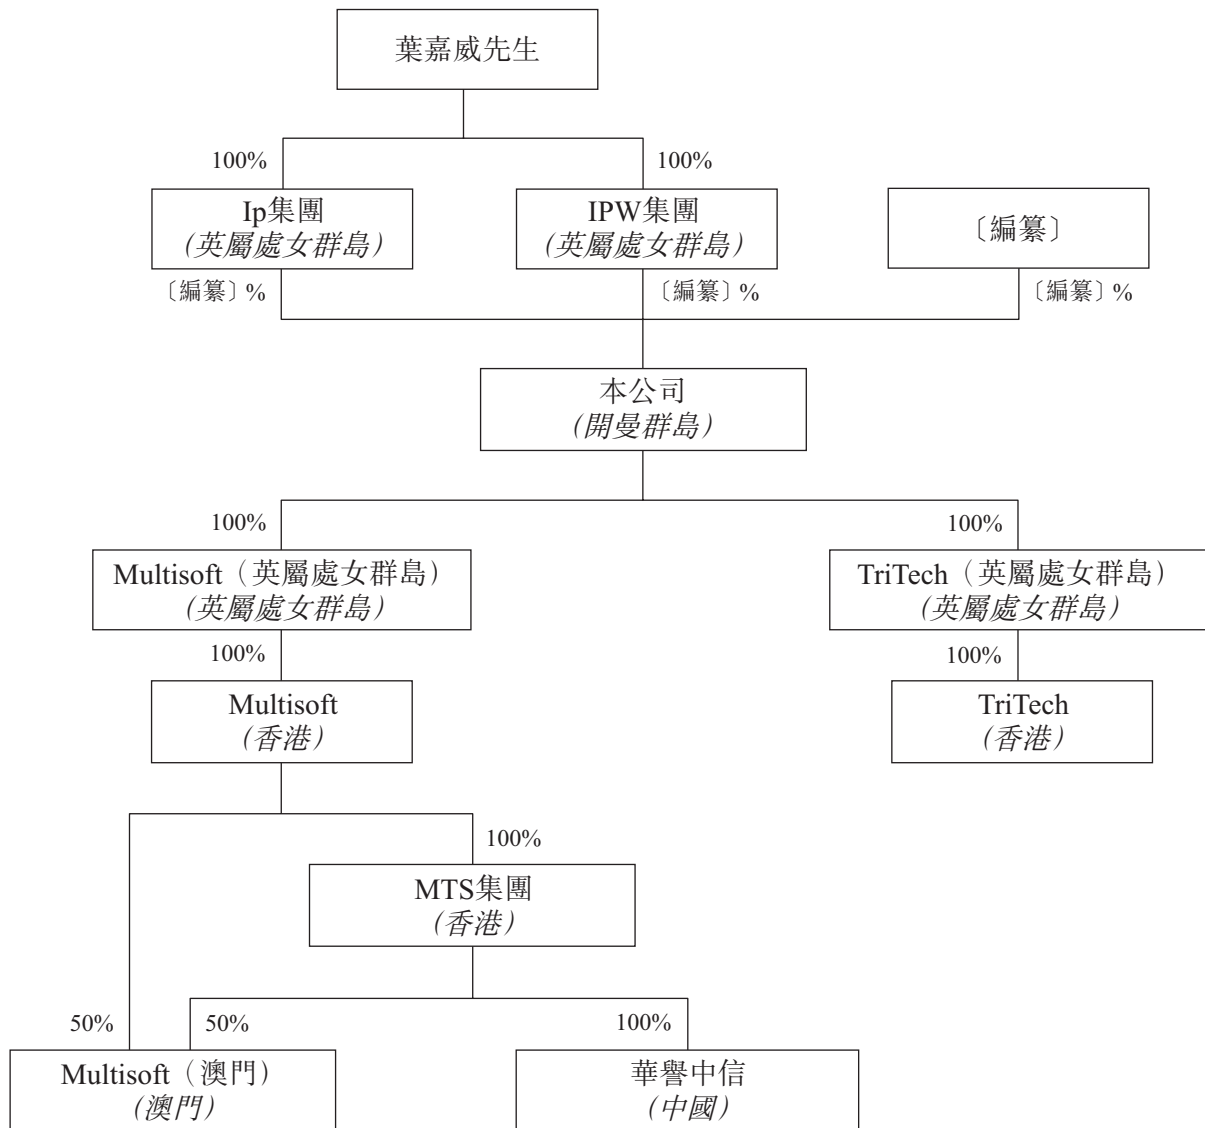 葉嘉威先生
100%
100%
Ip集團
(英屬處女群島)
IPW集團
(英屬處女群島)
〔編纂〕
〔編纂〕%
〔編纂〕%
〔編纂〕%
本公司
(開曼群島)
100%
100%
Multisoft（英屬處女群島）
(英屬處女群島)
TriTech（英屬處女群島）
(英屬處女群島)
100%
100%
Multisoft
(香港)
TriTech
(香港)
100%
MTS集團
(香港)
50%
50%
100%
Multisoft（澳門）
(澳門)
華譽中信
(中國)